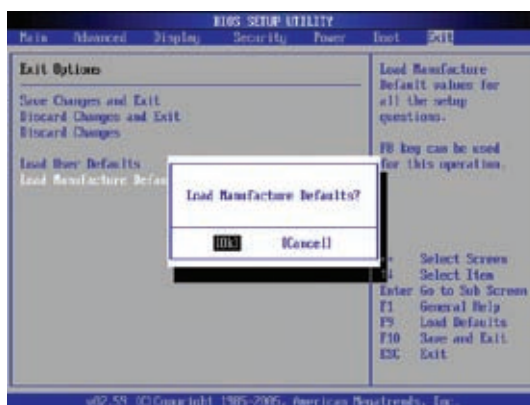 BIOS SETUP UTILITY
Main Advanced Display Security Power Boot Exit
Exit Options
Save Changes and Exit
Discard Changes and Exit
Discard Changes
Load User Defaults
Load Manufacture
Load Manufacture Defaults?
[Ok] [Cancel]
Load Manufacture
Default values for
all the setup
questions.
key can be used
for this operation.
Select Screen
Select Item
Enter Go to Sub Screen
F1 General Help
F9 Load Defaults
F10 Save and Exit
ESC Exit
v02.59 (C)Copyright 1985-2005, American Megatrends, Inc.